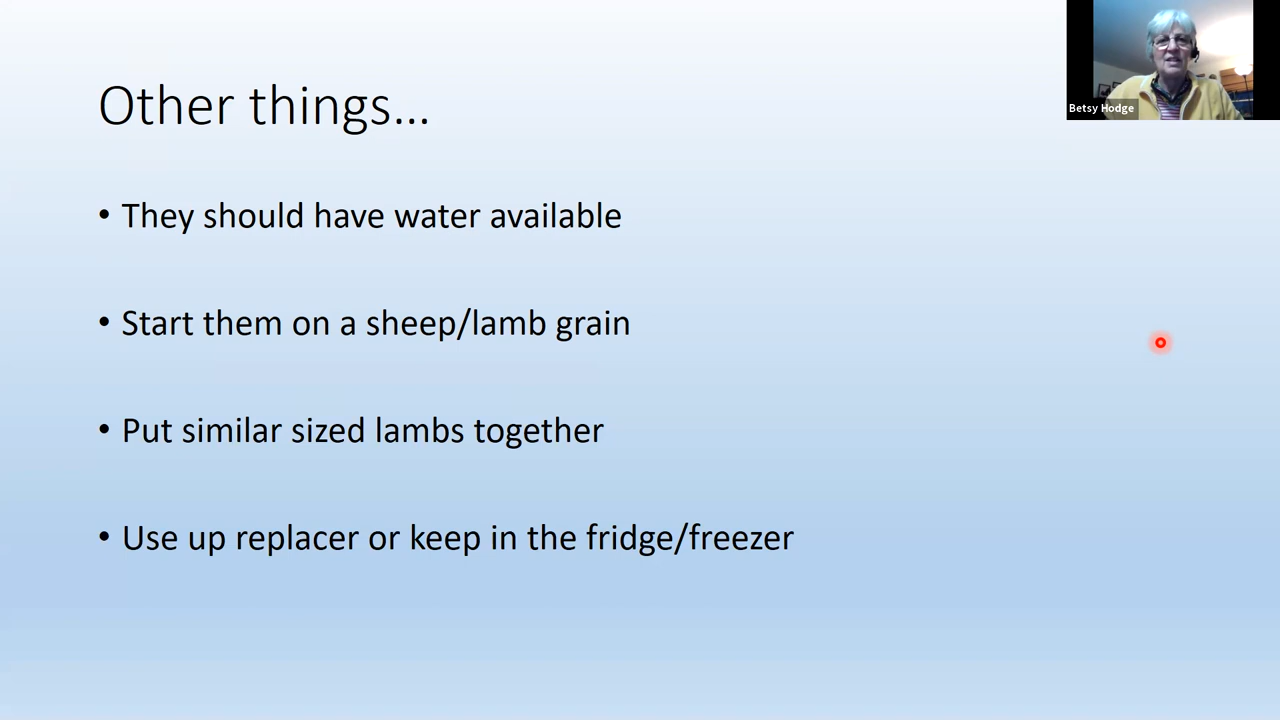 Other things...
• They should have water available
• Start them on a sheep/lamb grain
• Put similar sized lambs together
• Use up replacer or keep in the fridge/freezer
Betsy Hodge